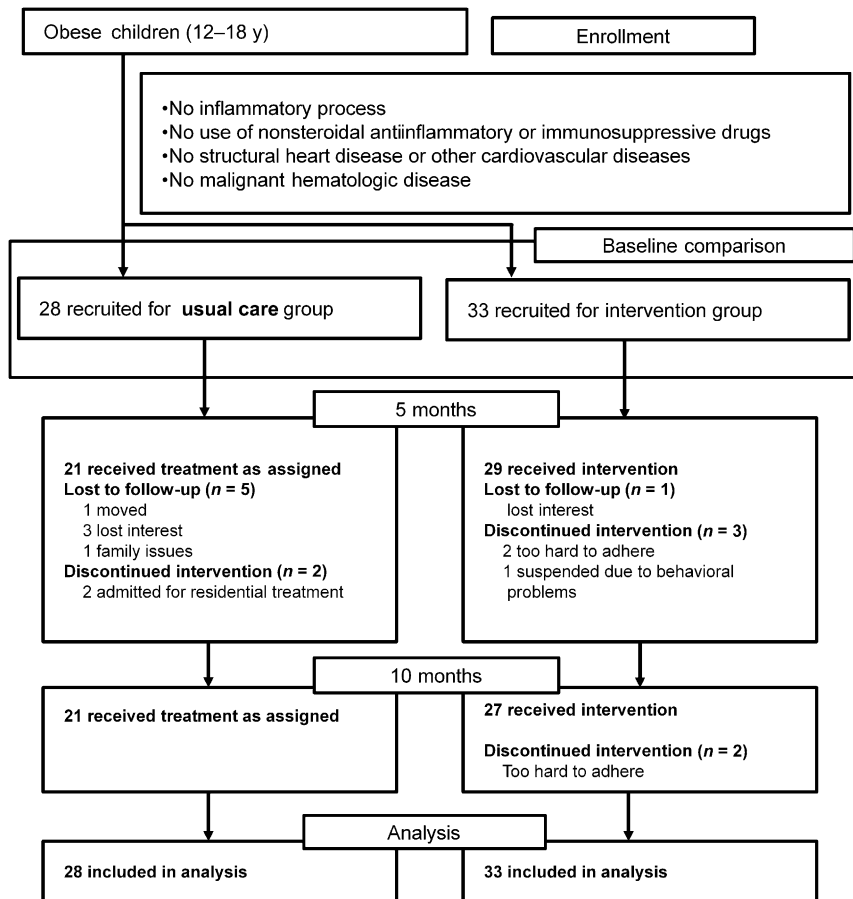 Obese children (12–18 y)
Enrollment
•No inflammatory process
•No use of nonsteroidal antiinflammatory or immunosuppressive drugs
•No structural heart disease or other cardiovascular diseases
•No malignant hematologic disease
Baseline comparison
28 recruited for usual care group
33 recruited for intervention group
5 months
21 received treatment as assigned
Lost to follow-up (n = 5)
1 moved
3 lost interest
1 family issues
Discontinued intervention (n = 2)
2 admitted for residential treatment
29 received intervention
Lost to follow-up (n = 1)
lost interest
Discontinued intervention (n = 3)
2 too hard to adhere
1 suspended due to behavioral
problems
10 months
21 received treatment as assigned
27 received intervention
Discontinued intervention (n = 2)
Too hard to adhere
Analysis
28 included in analysis
33 included in analysis